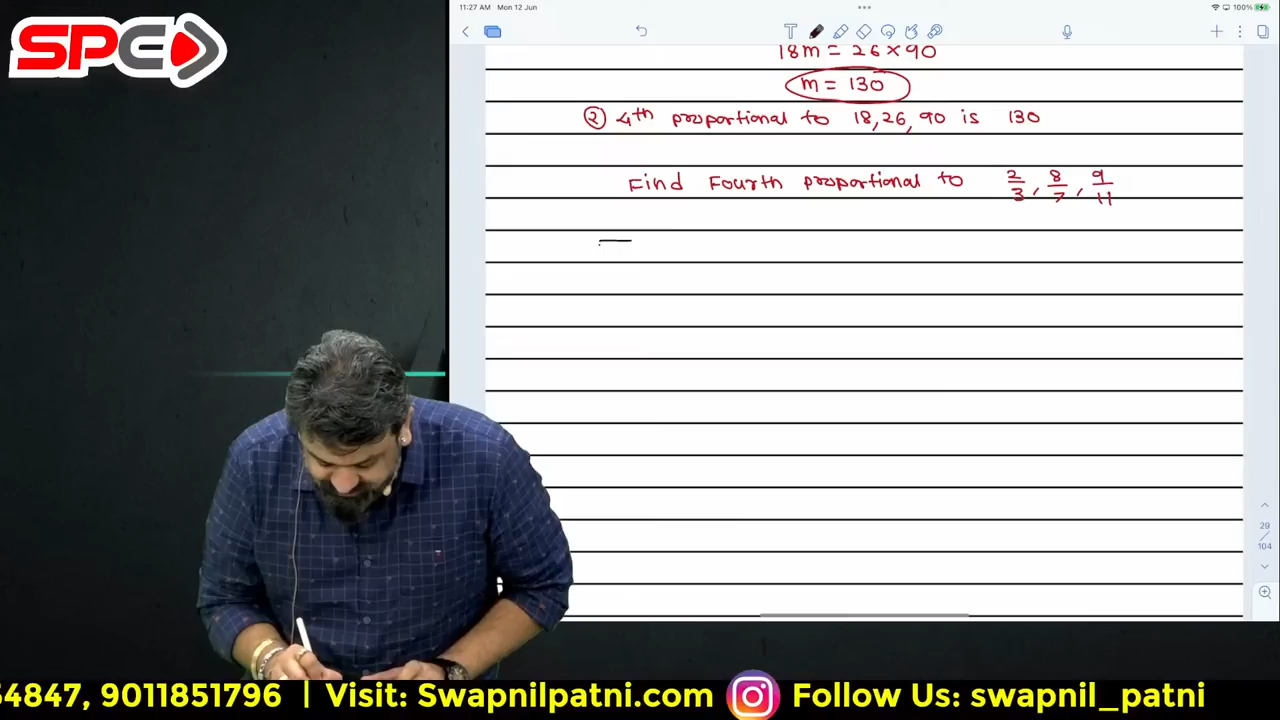 11:27 AM Mon 12 Jun
100%
SPE
18m = 26 × 90
m = 130
② 4th proportional to 18, 26, 90 is 130
Find Fourth proportional to 2/3, 8/7, 9/11
29
104
54847, 9011851796 | Visit: Swapnilpatni.com Follow Us: swapnil_patni